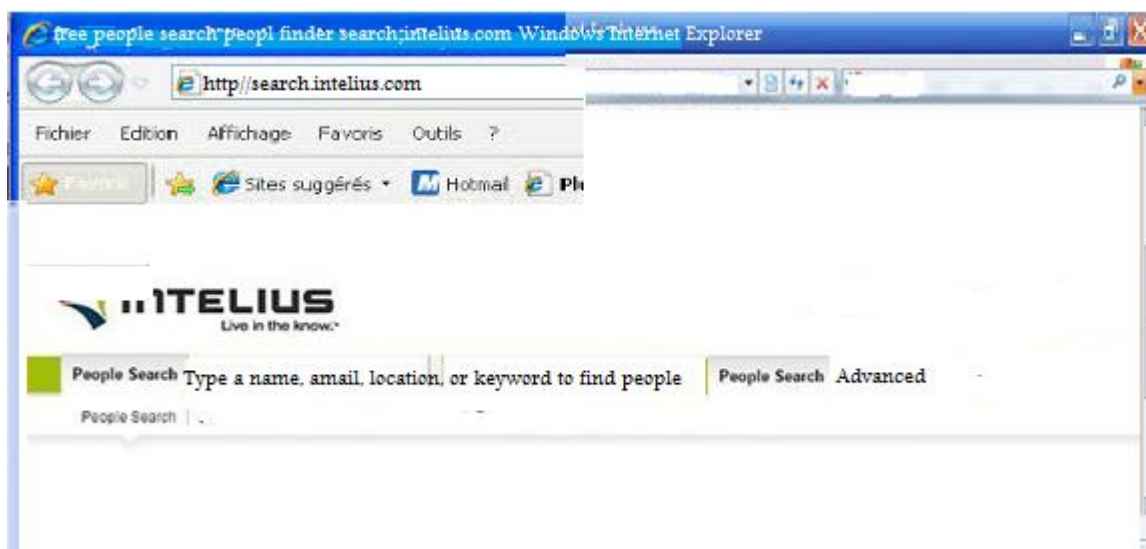 free people search peopl finder search;intelius.com Windows Internet Explorer
http//search.intelius.com
Fichier Edition Affichage Favoris Outils ?
Sites suggérés Hotmail
INTELIUS
Live in the know.
People Search Type a name, amail, location, or keyword to find people People Search Advanced
People Search